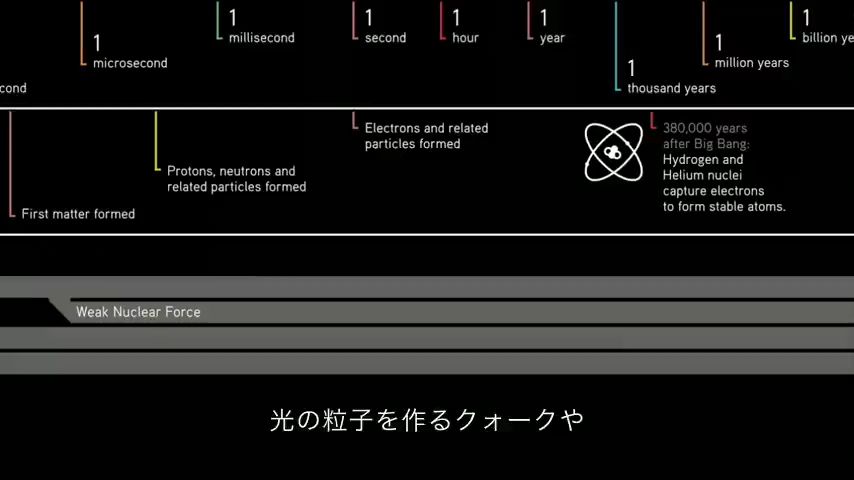 1
microsecond
1
millisecond
1
second
1
hour
1
year
1
thousand years
1
million years
1
billion ye
cond
First matter formed
Protons, neutrons and
related particles formed
Electrons and related
particles formed
380,000 years
after Big Bang:
Hydrogen and
Helium nuclei
capture electrons
to form stable atoms.
Weak Nuclear Force
光の粒子を作るクォークや